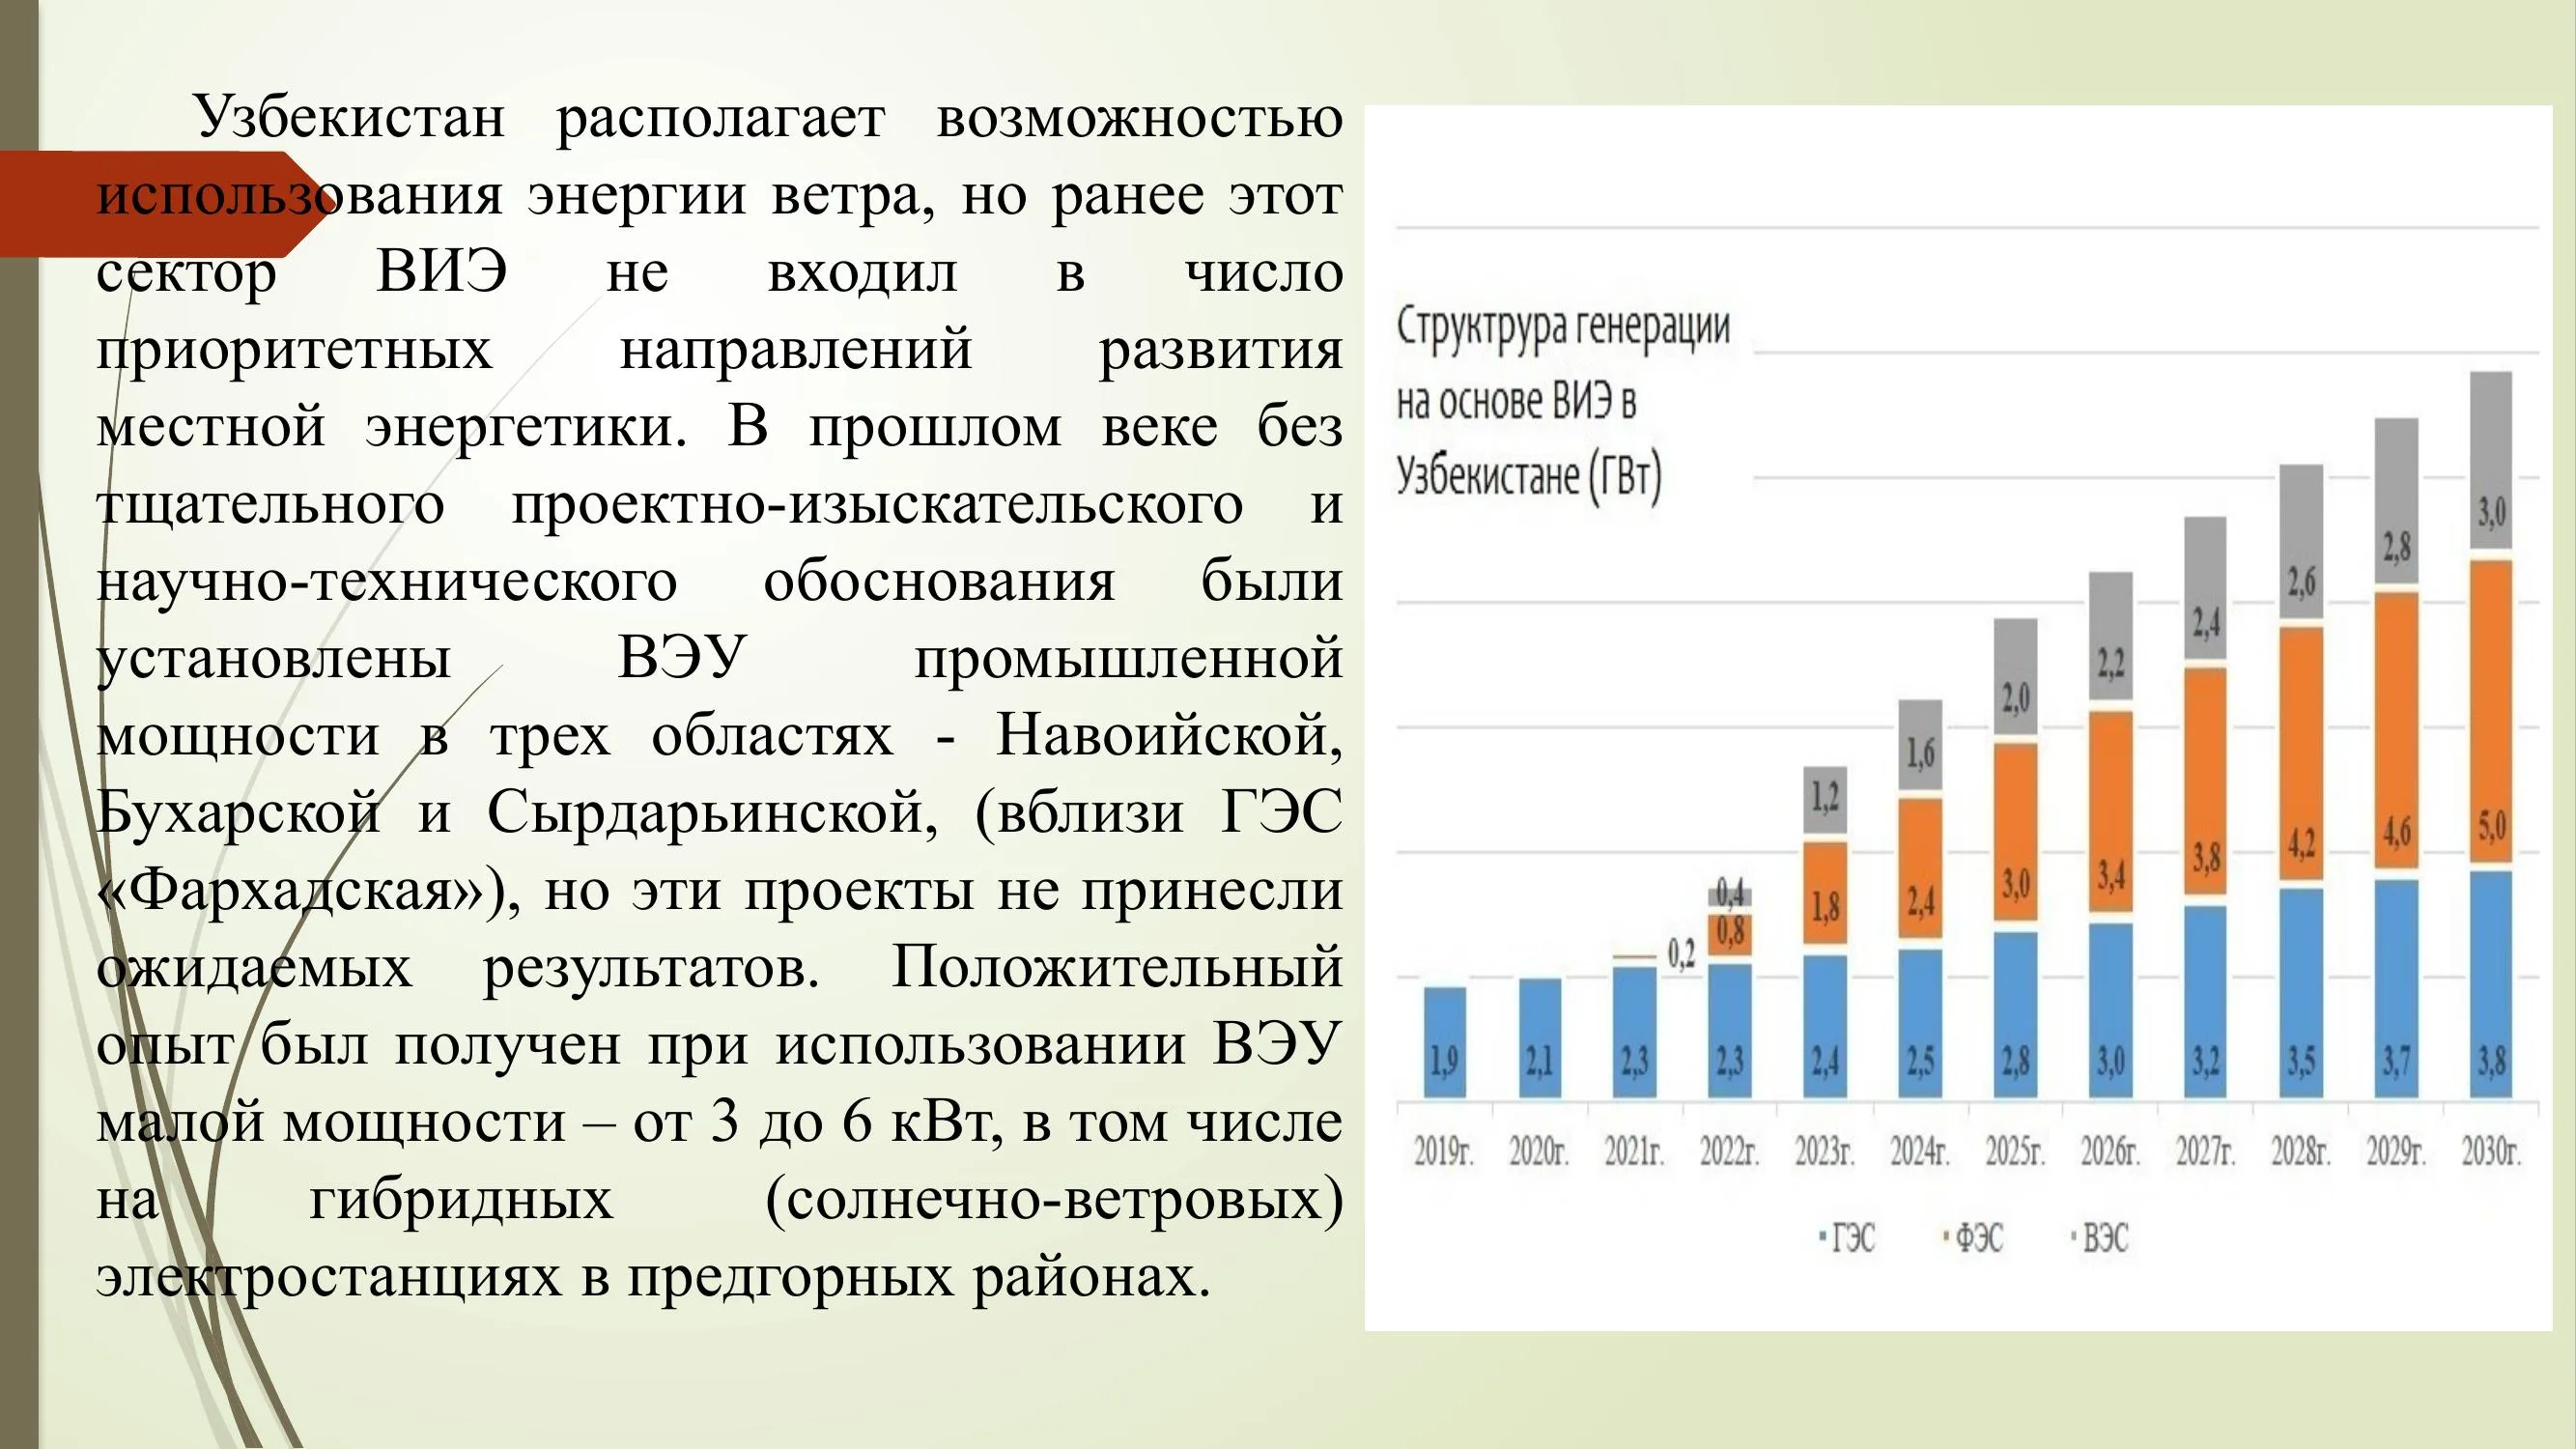 Узбекистан располагает возможностью
использования энергии ветра, но ранее этот
сектор ВИЭ не входил в число
приоритетных направлений развития
местной энергетики. В прошлом веке без
тщательного проектно-изыскательского и
научно-технического обоснования были
установлены ВЭУ промышленной
мощности в трех областях - Навоийской,
Бухарской и Сырдарьинской, (вблизи ГЭС
«Фархадская»), но эти проекты не принесли
ожидаемых результатов. Положительный
опыт был получен при использовании ВЭУ
малой мощности – от 3 до 6 кВт, в том числе
на гибридных (солнечно-ветровых)
электростанциях в предгорных районах.
Структрура генерации
на основе ВИЭ в
Узбекистане (ГВт)
0,4 1,2 1,6 2,0 2,2 2,4 2,6 2,8 3,0
0,2 0,8 1,8 2,4 3,0 3,4 3,8 4,2 4,6 5,0
1,9 2,1 2,3 2,3 2,4 2,5 2,8 3,0 3,2 3,5 3,7 3,8
2019г. 2020г. 2021г. 2022г. 2023г. 2024г. 2025г. 2026г. 2027г. 2028г. 2029г. 2030г.
ГЭС ФЭС ВЭС